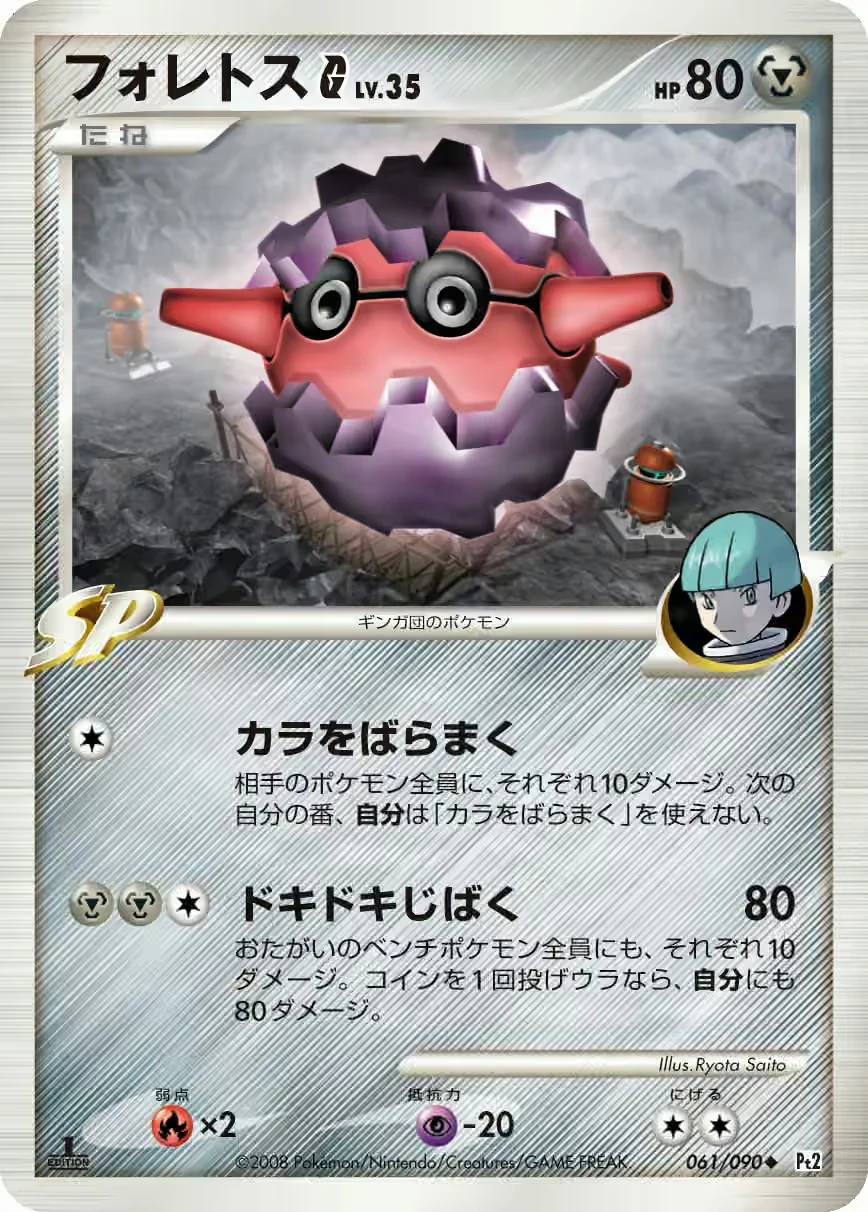 フォレトス G LV.35 HP 80
たね
SP
ギンガ団のポケモン
カラをばらまく
相手のポケモン全員に、それぞれ10ダメージ。次の
自分の番、自分は「カラをばらまく」を使えない。
ドキドキじばく 80
おたがいのベンチポケモン全員にも、それぞれ10
ダメージ。コインを1回投げウラなら、自分にも
80ダメージ。
Illus.Ryota Saito
弱点 抵抗力 にげる
×2 -20
1 EDITION
©2008 Pokémon/Nintendo/Creatures/GAME FREAK. 061/090◆ Pt2